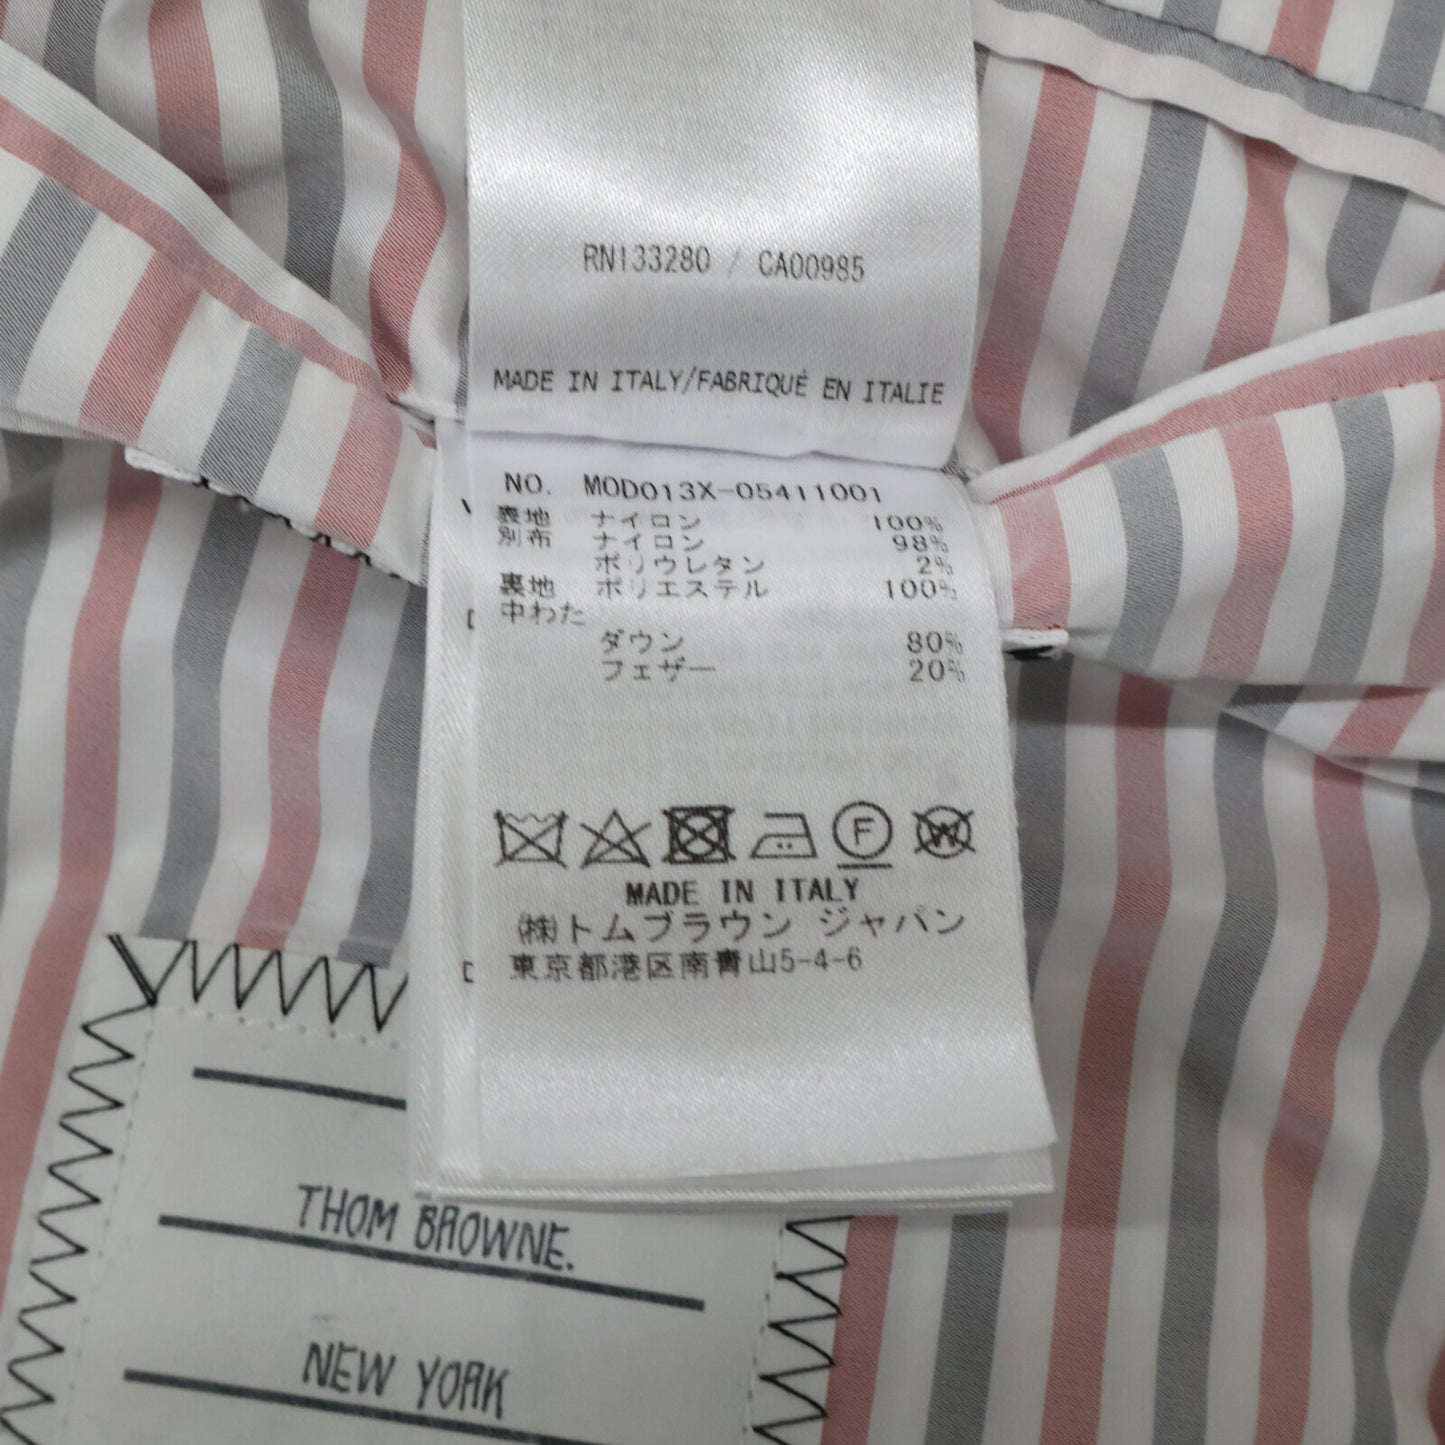 RN133280 / CA00985
MADE IN ITALY/FABRIQUÉ EN ITALIE
NO. MOD013X-05411001
表地 ナイロン 100%
別布 ナイロン 98%
ポリウレタン 2%
裏地 ポリエステル 100%
中わた
ダウン 80%
フェザー 20%
F W
MADE IN ITALY
㈱トムブラウン ジャパン
東京都港区南青山5-4-6
THOM BROWNE.
NEW YORK